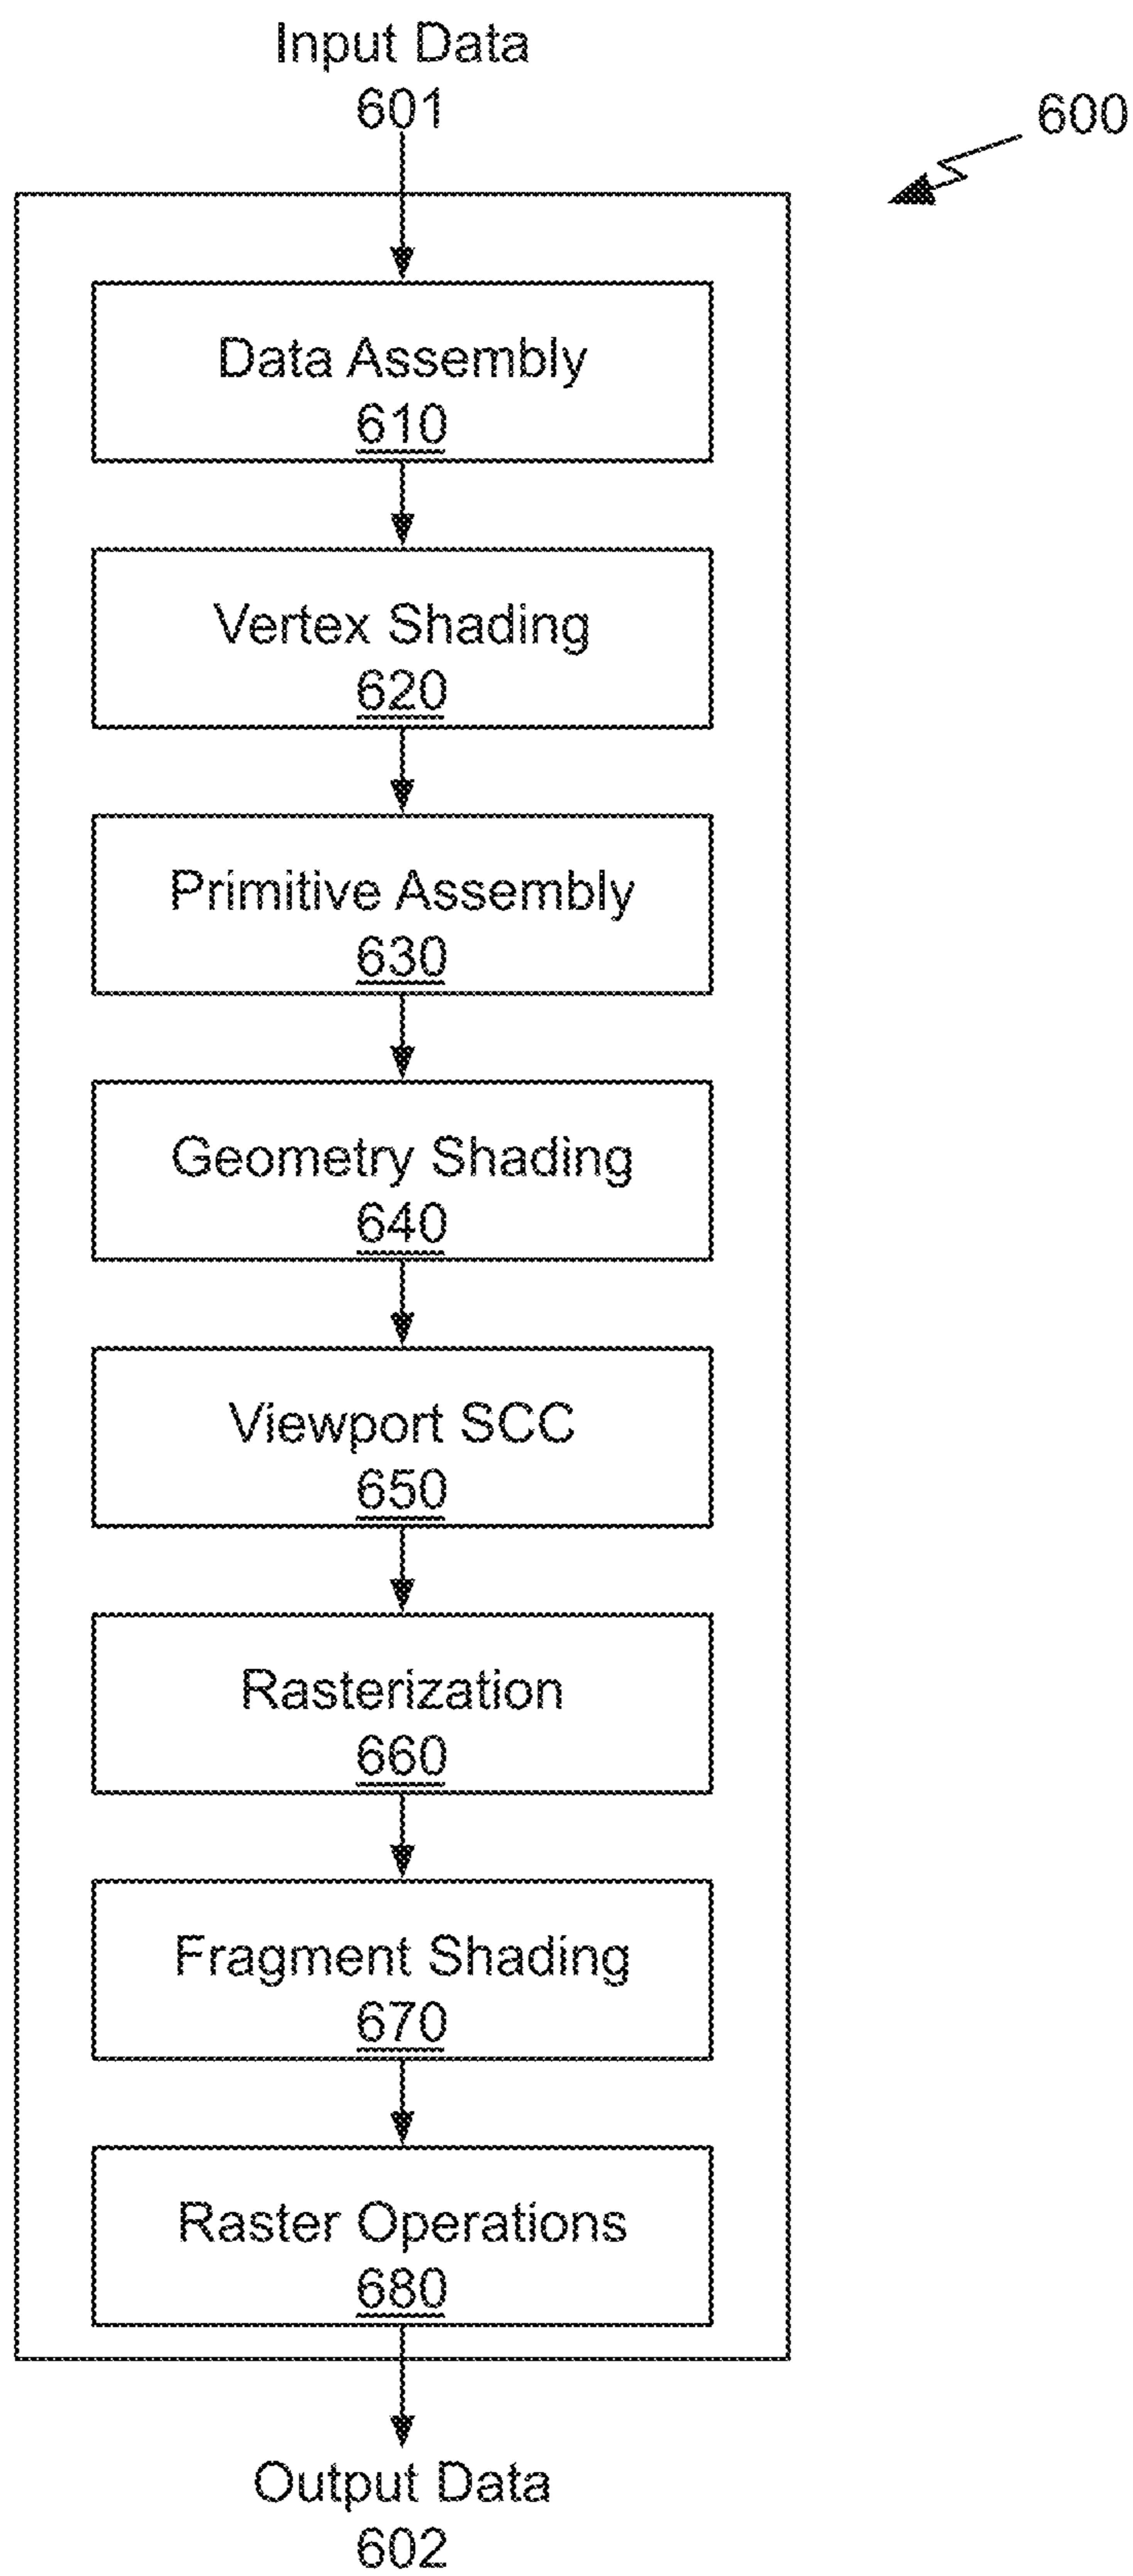 Input Data
601
600
Data Assembly
610
Vertex Shading
620
Primitive Assembly
630
Geometry Shading
640
Viewport SCC
650
Rasterization
660
Fragment Shading
670
Raster Operations
680
Output Data
602